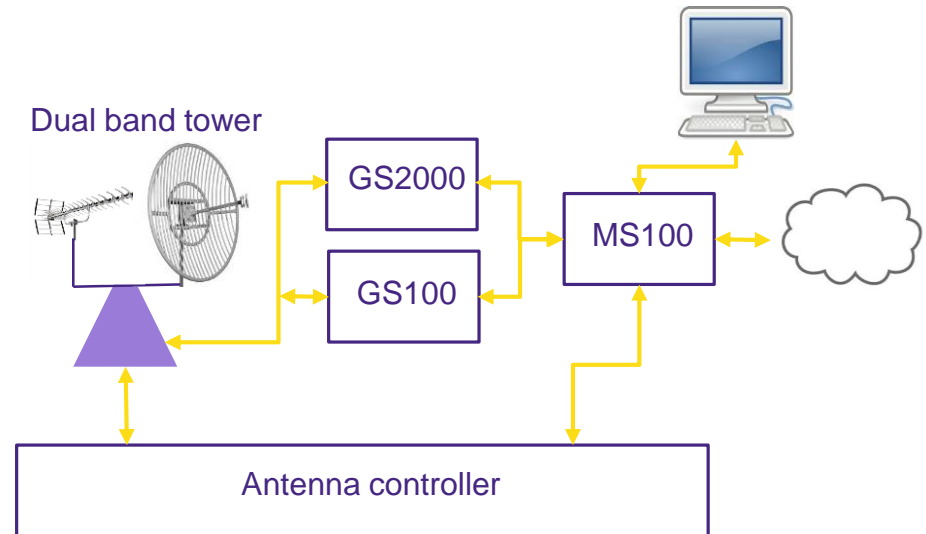 Dual band tower
GS2000
MS100
GS100
Antenna controller